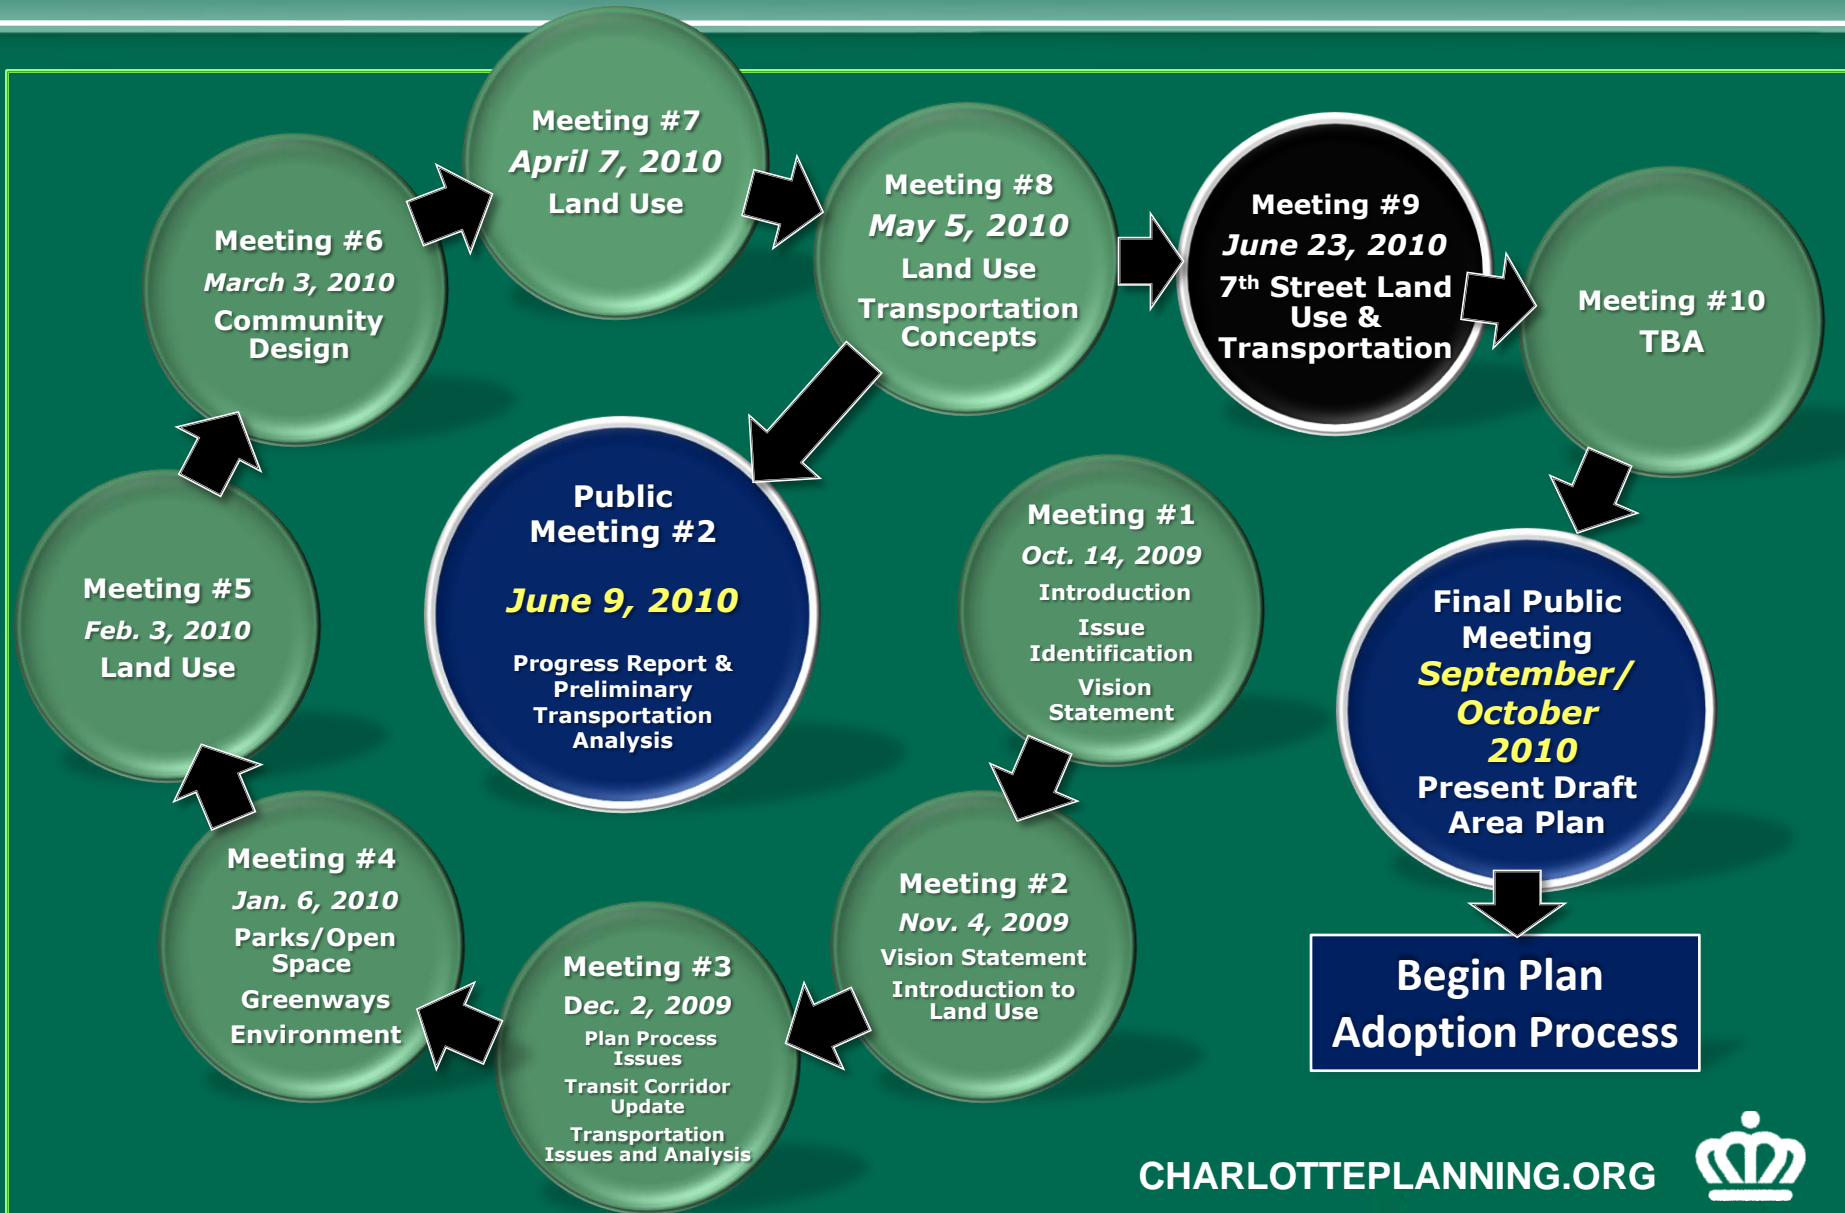 Meeting #1
Oct. 14, 2009
Introduction
Issue
Identification
Vision
Statement
Meeting #2
Nov. 4, 2009
Vision Statement
Introduction to
Land Use
Meeting #3
Dec. 2, 2009
Plan Process
Issues
Transit Corridor
Update
Transportation
Issues and Analysis
Meeting #4
Jan. 6, 2010
Parks/Open
Space
Greenways
Environment
Meeting #5
Feb. 3, 2010
Land Use
Meeting #6
March 3, 2010
Community
Design
Meeting #7
April 7, 2010
Land Use
Meeting #8
May 5, 2010
Land Use
Transportation
Concepts
Public
Meeting #2
June 9, 2010
Progress Report &
Preliminary
Transportation
Analysis
Meeting #9
June 23, 2010
7th Street Land
Use &
Transportation
Meeting #10
TBA
Final Public
Meeting
September/
October
2010
Present Draft
Area Plan
Begin Plan
Adoption Process
CHARLOTTEPLANNING.ORG